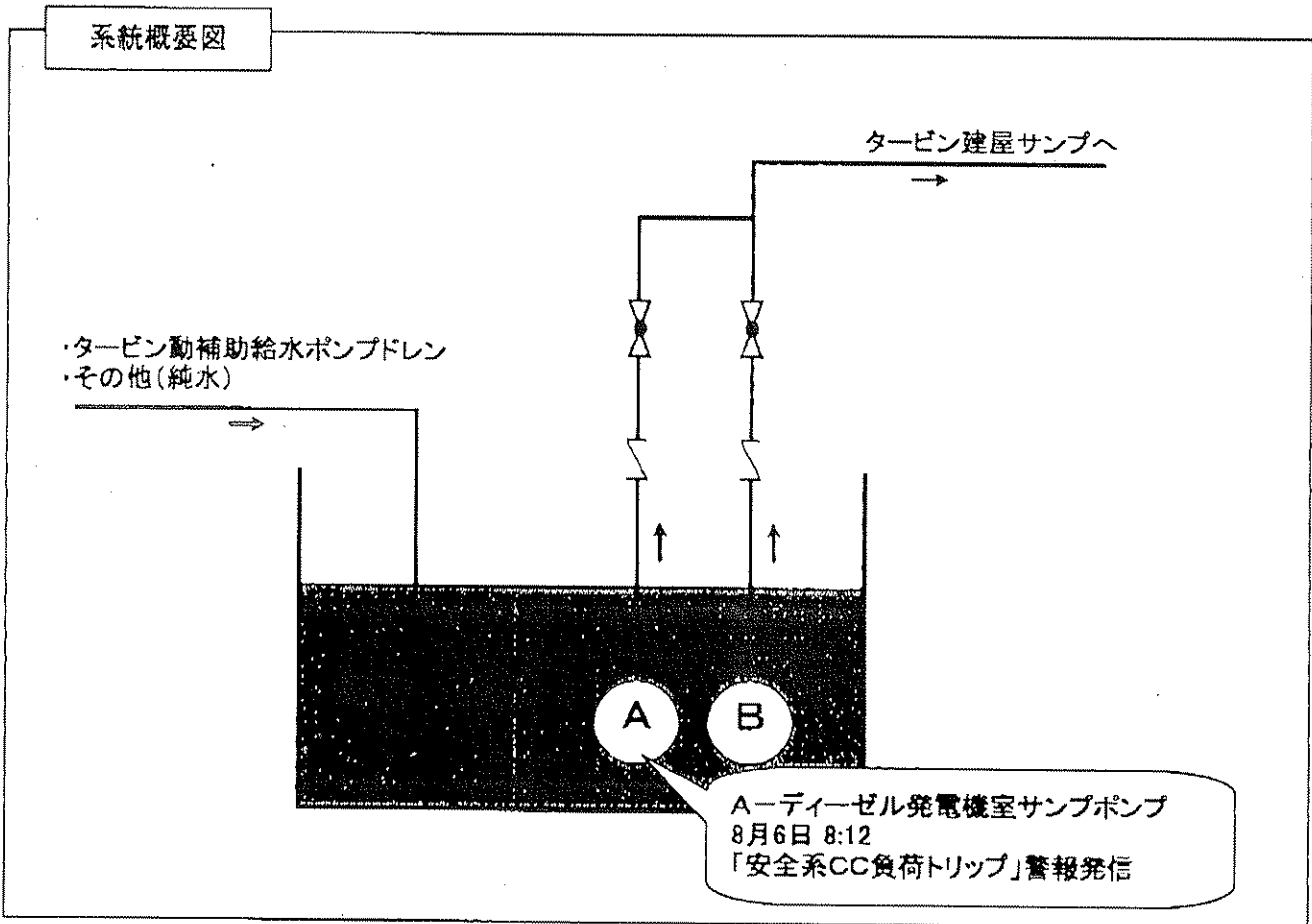 系統概要図
タービン建屋サンプへ
・タービン動補助給水ポンプドレン
・その他(純水)
A
B
Aーディーゼル発電機室サンプポンプ
8月6日 8:12
「安全系CC負荷トリップ」警報発信